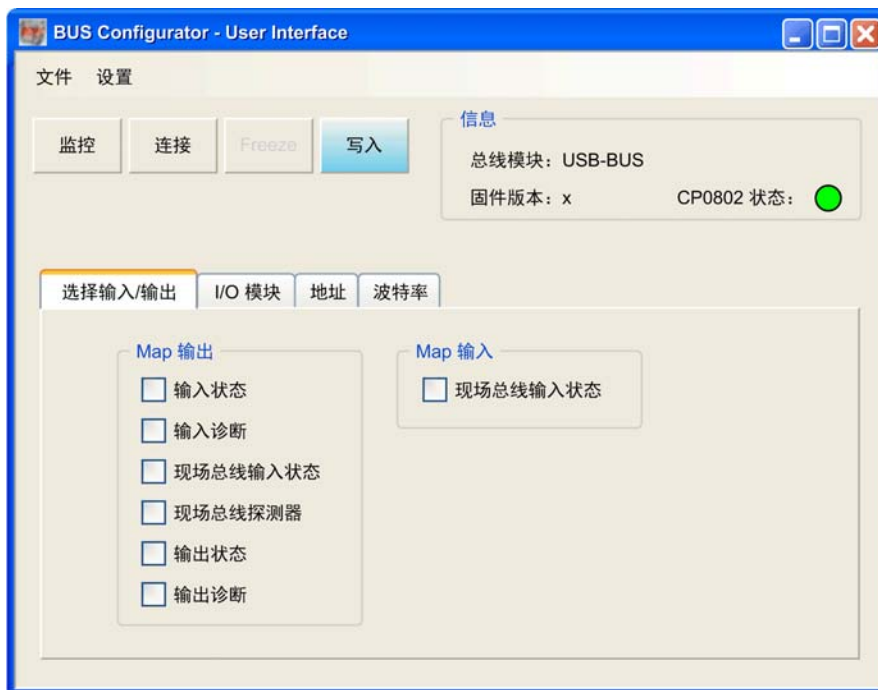 BUS Configurator - User Interface
文件 设置
监控 连接 Freeze 写入
信息
总线模块：USB-BUS
固件版本：x CP0802 状态：
选择输入/输出 I/O 模块 地址 波特率
Map 输出 Map 输入
输入状态 现场总线输入状态
输入诊断
现场总线输入状态
现场总线探测器
输出状态
输出诊断